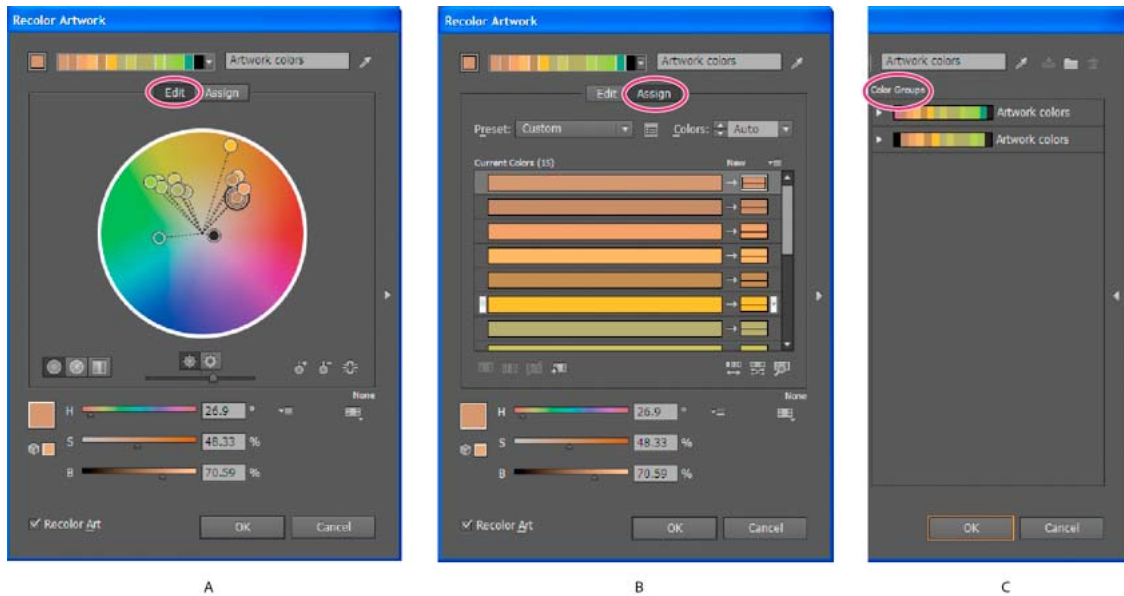 Recolor Artwork
Artwork colors
Edit Assign
None
H 26.9 °
S 48.33 %
B 70.59 %
Recolor Art
OK Cancel
A
Recolor Artwork
Artwork colors
Edit Assign
Preset: Custom Colors: Auto
Current Colors (15) New
None
H 26.9 °
S 48.33 %
B 70.59 %
Recolor Art
OK Cancel
B
Artwork colors
Color Groups
Artwork colors
Artwork colors
OK Cancel
C